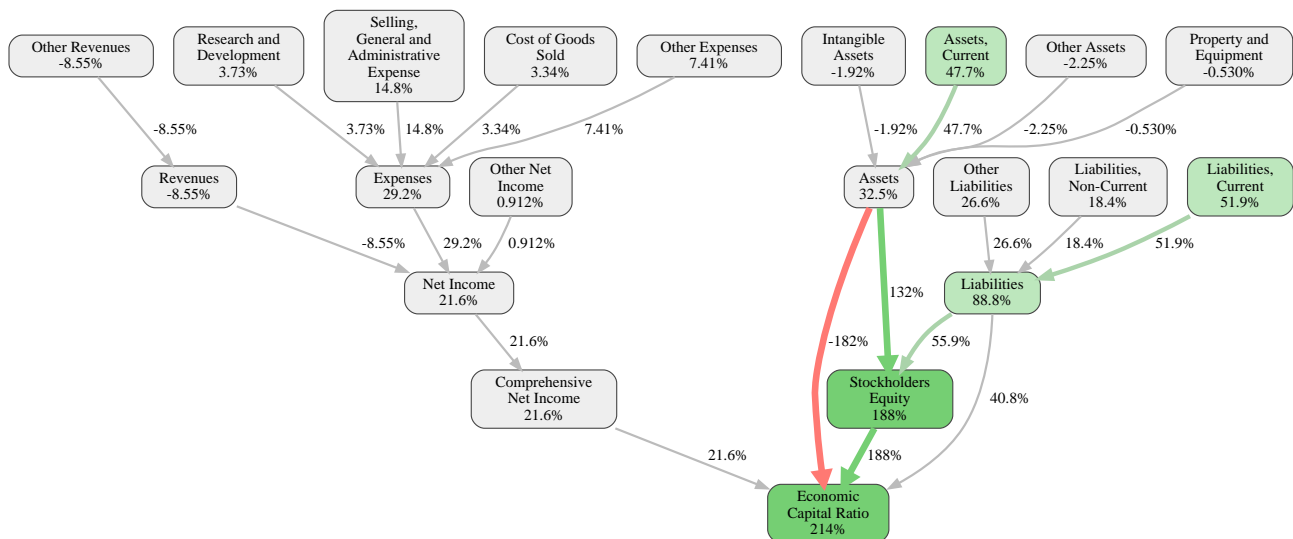 Other Revenues
-8.55%
Research and
Development
3.73%
Selling,
General and
Administrative
Expense
14.8%
Cost of Goods
Sold
3.34%
Other Expenses
7.41%
Intangible
Assets
-1.92%
Assets,
Current
47.7%
Other Assets
-2.25%
Property and
Equipment
-0.530%
-8.55%
3.73%
14.8%
3.34%
7.41%
-1.92%
47.7%
-2.25%
-0.530%
Revenues
-8.55%
Expenses
29.2%
Other Net
Income
0.912%
Assets
32.5%
Other
Liabilities
26.6%
Liabilities,
Non-Current
18.4%
Liabilities,
Current
51.9%
-8.55%
29.2%
0.912%
26.6%
18.4%
51.9%
Net Income
21.6%
132%
Liabilities
88.8%
21.6%
-182%
55.9%
Comprehensive
Net Income
21.6%
Stockholders
Equity
188%
40.8%
21.6%
188%
Economic
Capital Ratio
214%